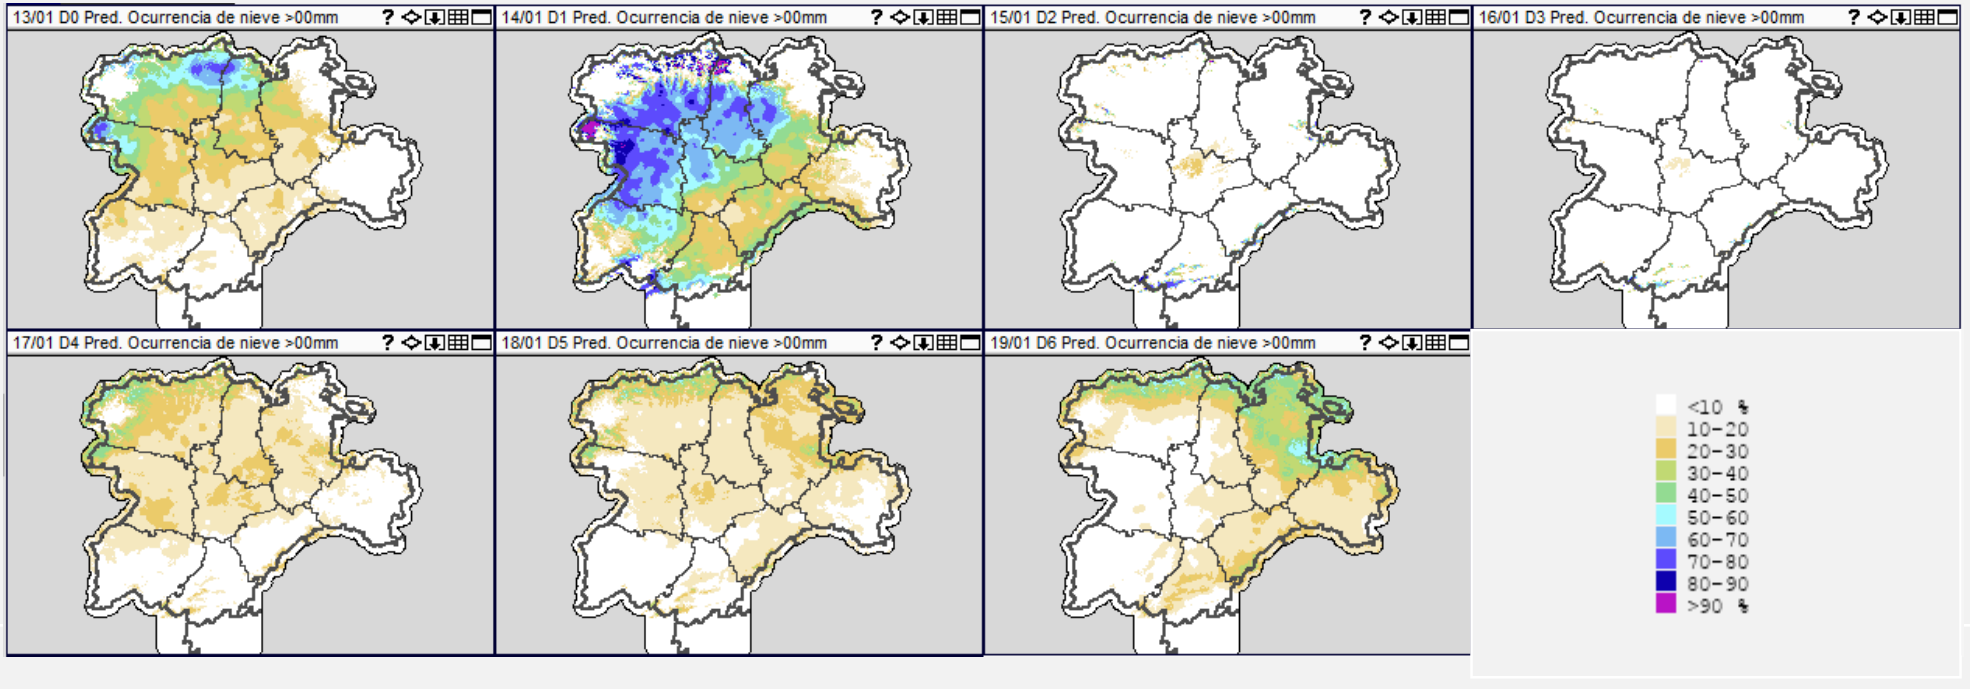 13/01 D0 Pred. Ocurrencia de nieve >00mm ?
14/01 D1 Pred. Ocurrencia de nieve >00mm ?
15/01 D2 Pred. Ocurrencia de nieve >00mm ?
16/01 D3 Pred. Ocurrencia de nieve >00mm ?
17/01 D4 Pred. Ocurrencia de nieve >00mm ?
18/01 D5 Pred. Ocurrencia de nieve >00mm ?
19/01 D6 Pred. Ocurrencia de nieve >00mm ?
<10 %
10-20
20-30
30-40
40-50
50-60
60-70
70-80
80-90
>90 %